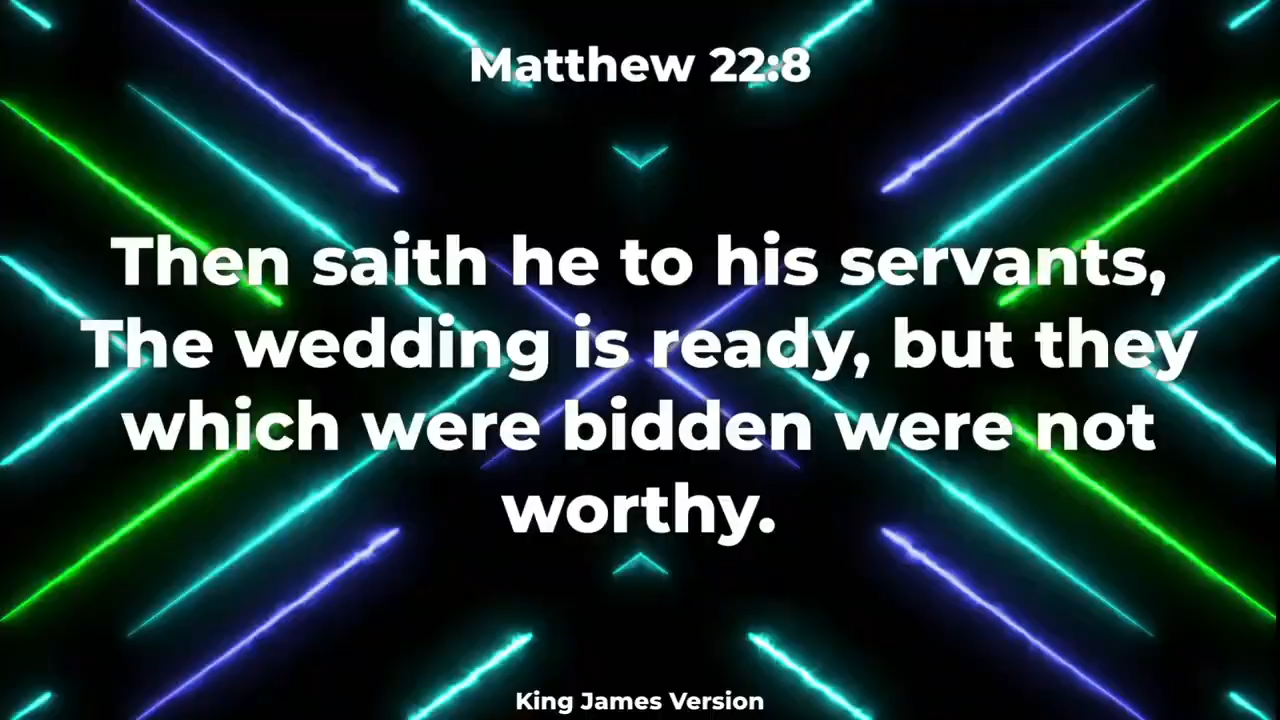 Matthew 22:8
Then saith he to his servants,
The wedding is ready, but they
which were bidden were not
worthy.
King James Version